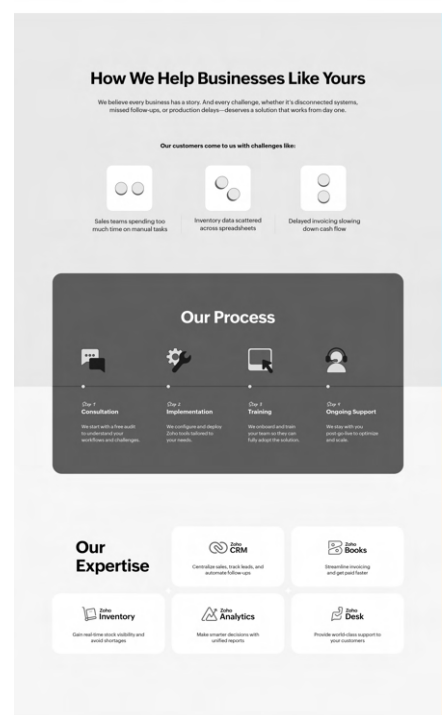 How We Help Businesses Like Yours
We believe every business has a story. And every challenge, whether it's disconnected systems,
missed follow-ups, or production delays—deserves a solution that works from day one.
Our customers come to us with challenges like:
Sales teams spending too
much time on manual tasks
Inventory data scattered
across spreadsheets
Delayed invoicing slowing
down cash flow
Our Process
Step 1
Consultation
We start with a free audit
to understand your
workflows and challenges.
Step 2
Implementation
We configure and deploy
Zoho tools tailored to
your needs.
Step 3
Training
We onboard and train
your team so they can
fully adopt the solution.
Step 4
Ongoing Support
We stay with you
post-go-live to optimize
and scale.
Our
Expertise
Zoho
CRM
Centralize sales, track leads, and
automate follow-ups
Zoho
Books
Streamline invoicing
and get paid faster
Zoho
Inventory
Gain real-time stock visibility and
avoid shortages
Zoho
Analytics
Make smarter decisions with
unified reports
Zoho
Desk
Provide world-class support to
your customers